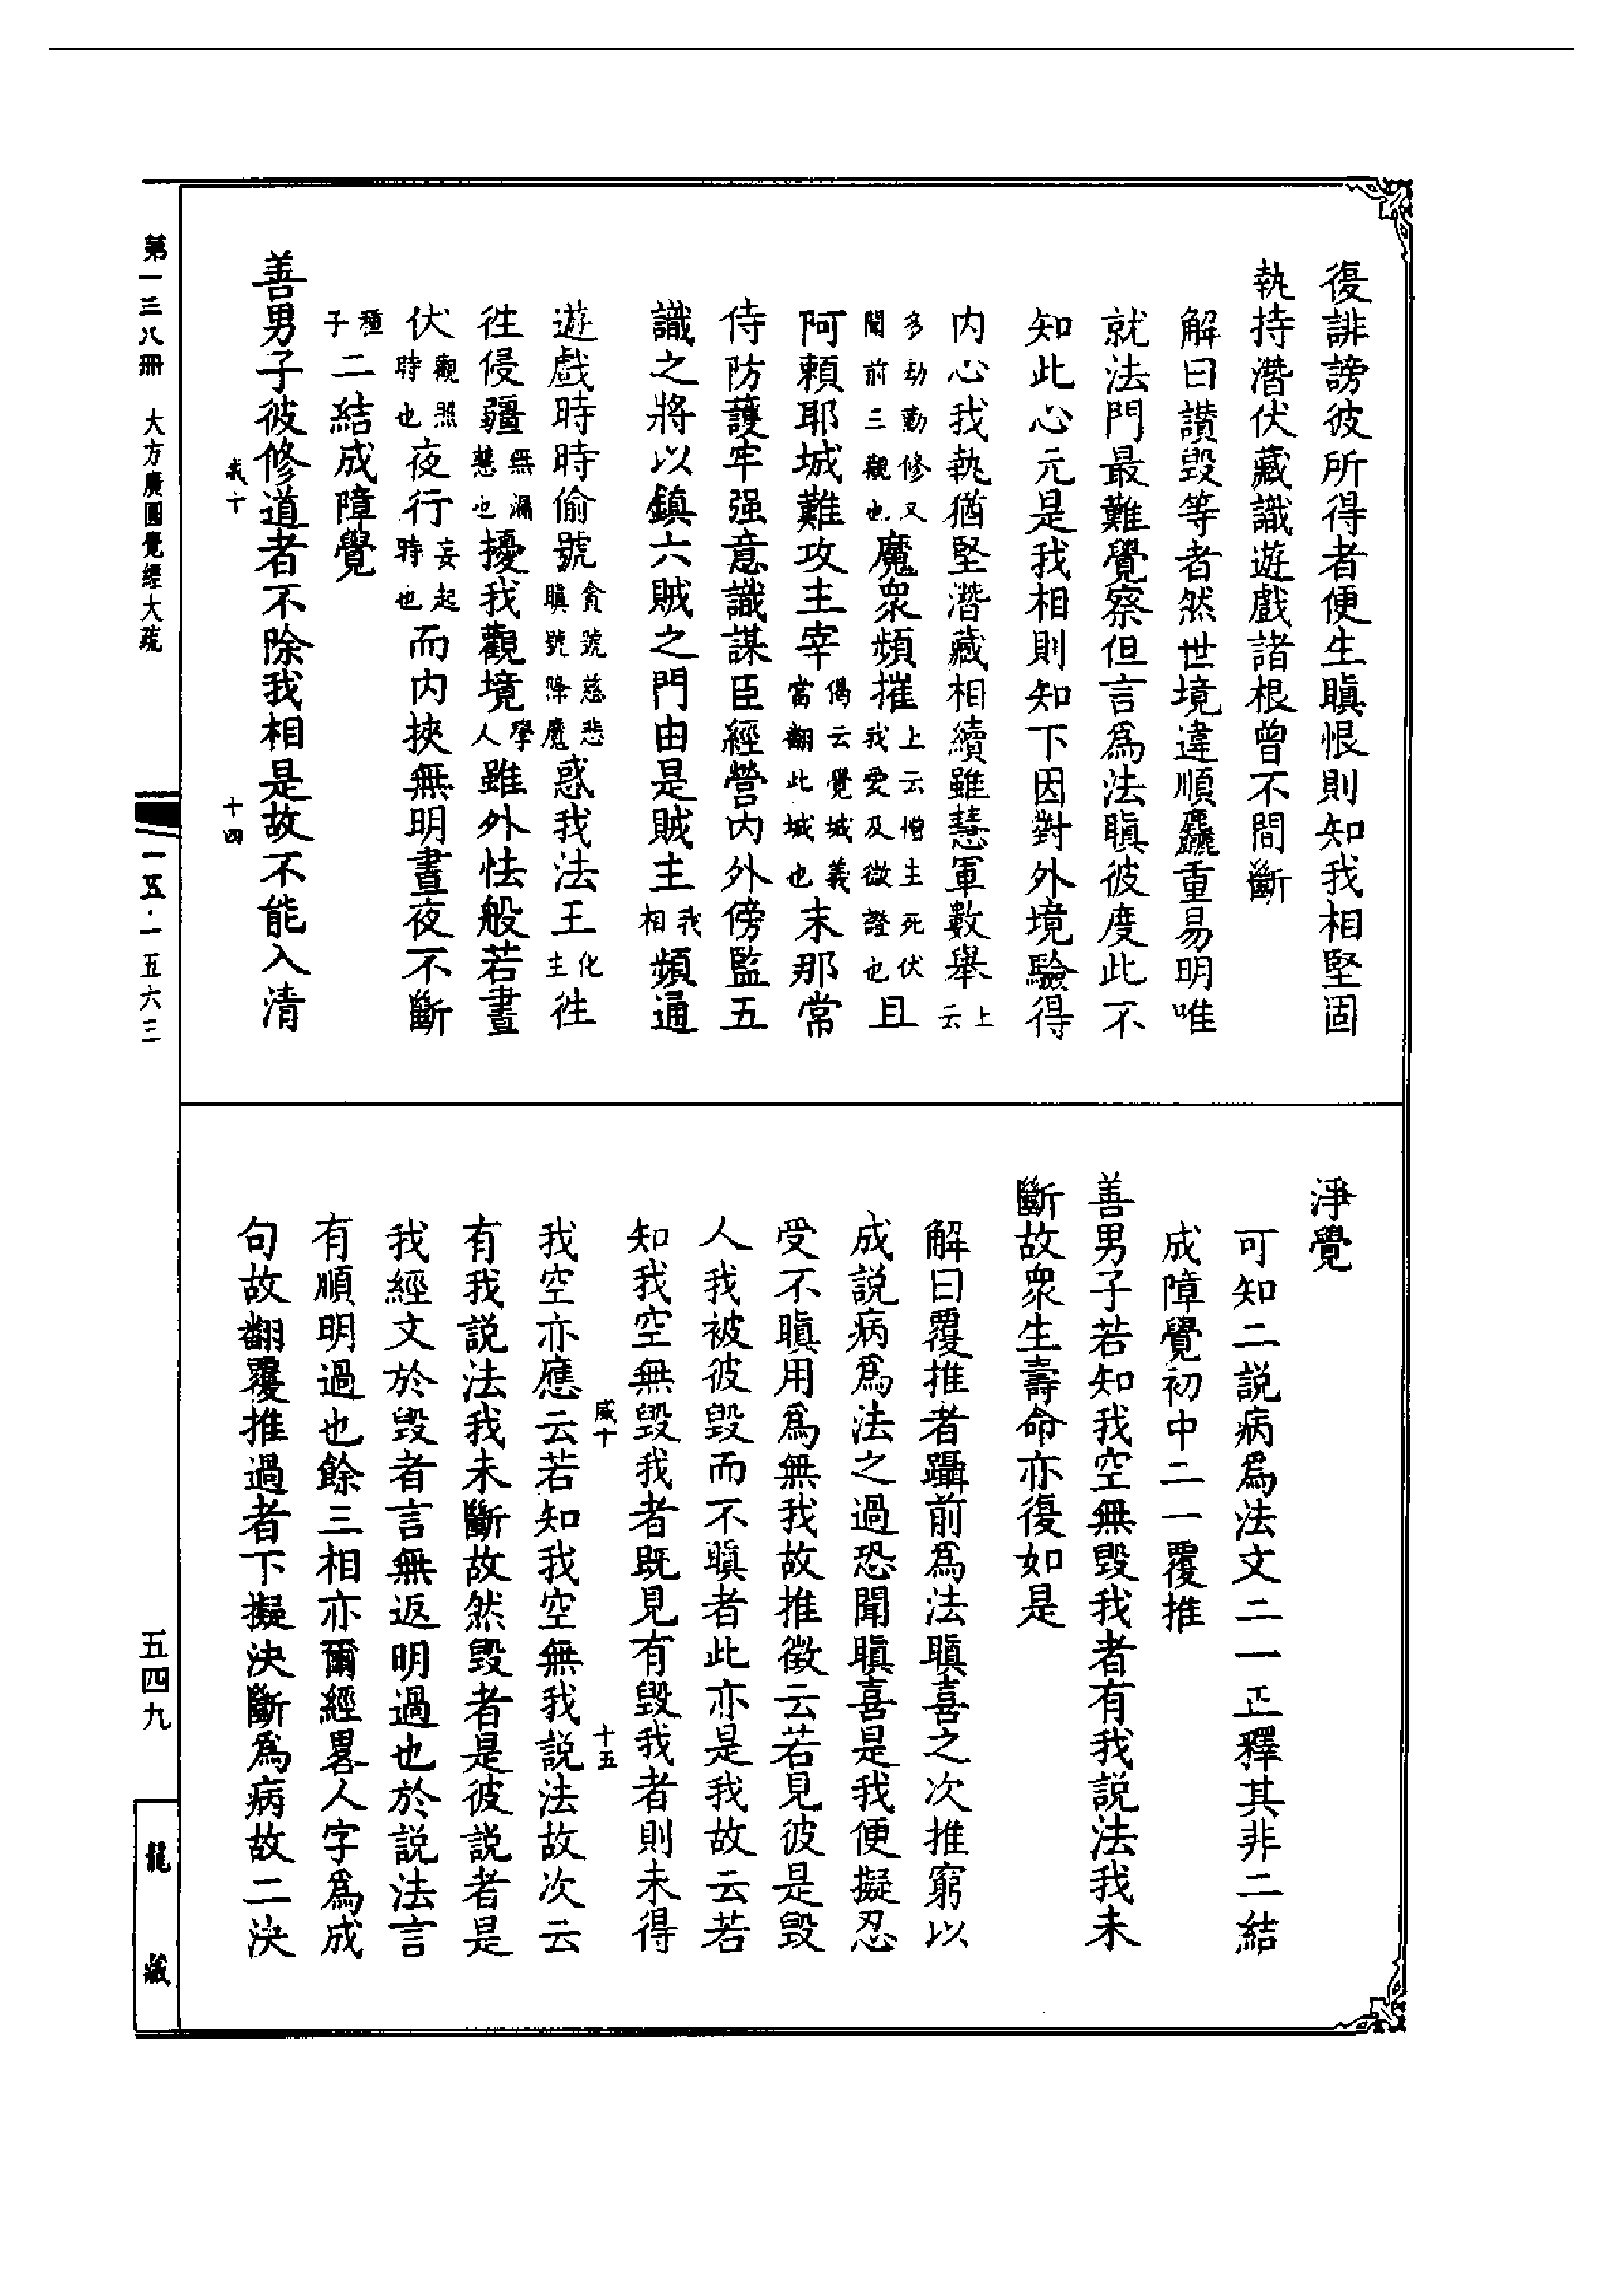 復誹謗彼所得者便生瞋恨則知我相堅固
執持潛伏藏識遊戲諸根曾不間斷
解曰讚毀等者然世境違順麤重易明唯
就法門最難覺察但言爲法瞋彼度此不
知此心元是我相則知下因對外境驗得
内心我執猶堅潛藏相續雖慧軍數舉上云
多劫勤修又聞前三觀也魔衆頻摧上云憎生死伏我愛及微證也且
阿賴耶城難攻主宰偈云覺城義當翻此城也末那常
侍防護牢强意識謀臣經營内外傍監五
識之將以鎮六賊之門由是賊主我相頻通
遊戲時時偷號貪號慈悲瞋號降魔惑我法王化主徃
徃侵疆無漏慧也擾我觀境學人雖外怯般若晝
伏觀照時也夜行妄起時也而内挾無明晝夜不斷
種子二結成障覺
善男子彼修道者不除我相是故不能入清
咸十
十四
淨覺
可知二説病爲法文二一正釋其非二結
成障覺初中二一覆推
善男子若知我空無毀我者有我説法我未
斷故衆生壽命亦復如是
解曰覆推者躡前爲法瞋喜之次推窮以
成説病爲法之過恐聞瞋喜是我便擬忍
受不瞋用爲無我故推徵云若見彼是毀
人我被彼毀而不瞋者此亦是我故云若
知我空無毀我者既見有毀我者則未得
咸十
十五
我空亦應云若知我空無我説法故次云
有我説法我未斷故然毀者是彼説者是
我經文於毀者言無返明過也於説法言
有順明過也餘三相亦爾經畧人字爲成
句故翻覆推過者下擬決斷爲病故二決
第一三八册
大方廣圓覺經大疏
一五·一五六三
五四九
龍藏